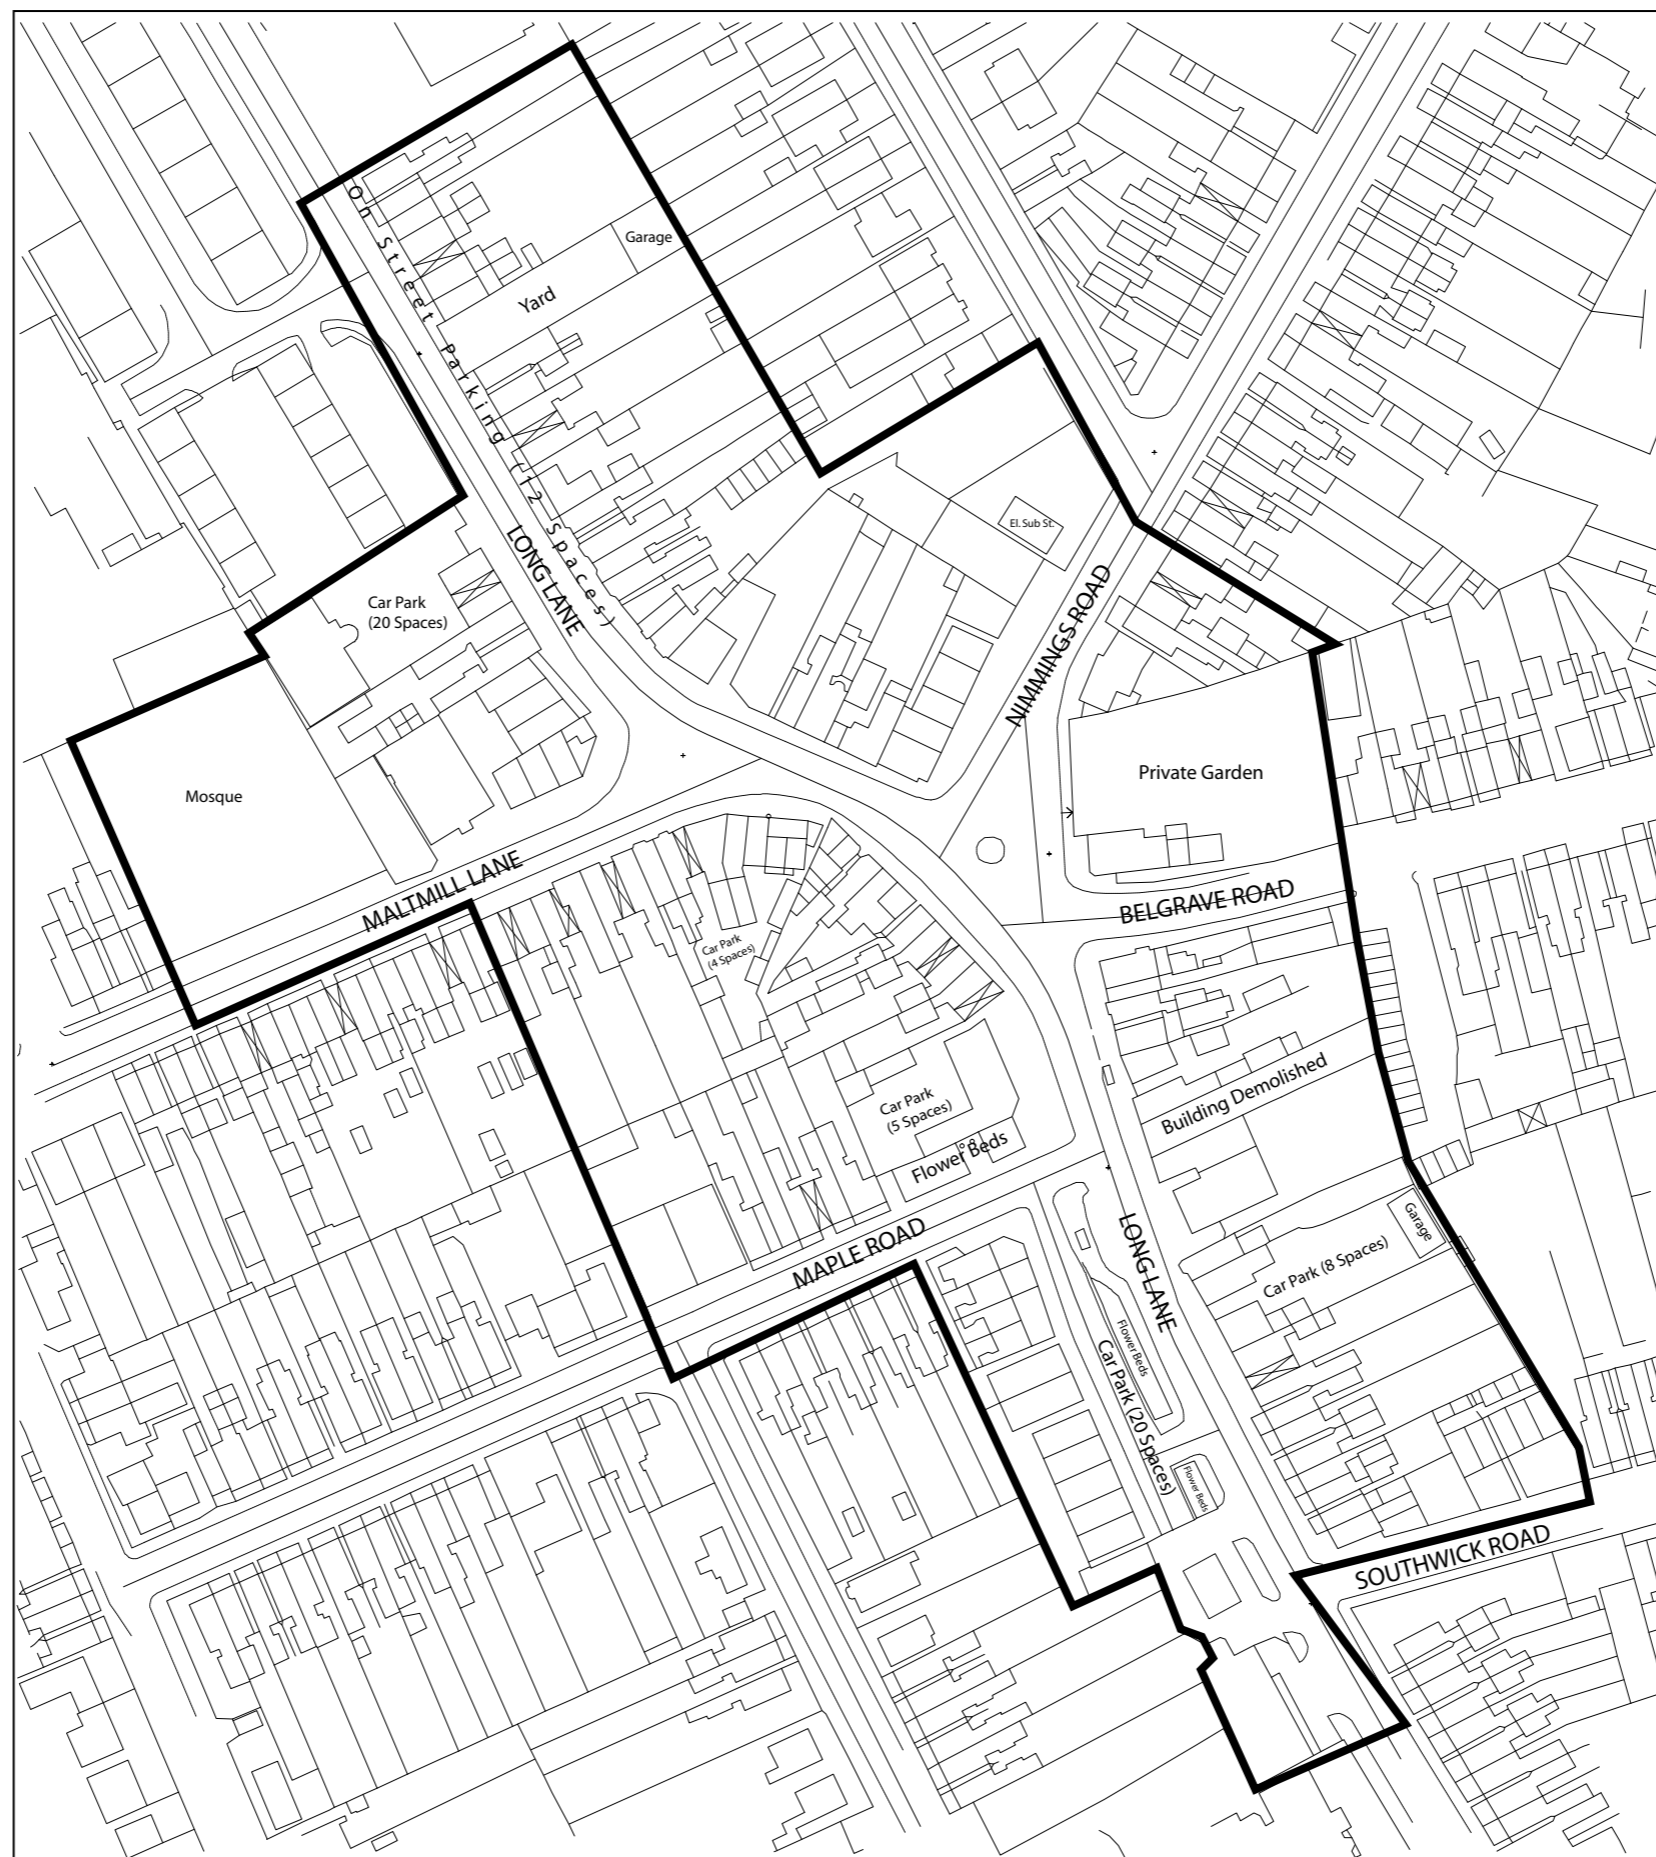 On Street Parking (12 Spaces)
Garage
Yard
El. Sub St.
LONG LANE
Car Park
(20 Spaces)
NIMMINGS ROAD
Private Garden
Mosque
MALTMILL LANE
BELGRAVE ROAD
Car Park
(4 Spaces)
Building Demolished
Car Park
(5 Spaces)
Flower Beds
MAPLE ROAD
LONG LANE
Garage
Car Park (8 Spaces)
Flower Beds
Car Park (20 Spaces)
Flower Beds
SOUTHWICK ROAD